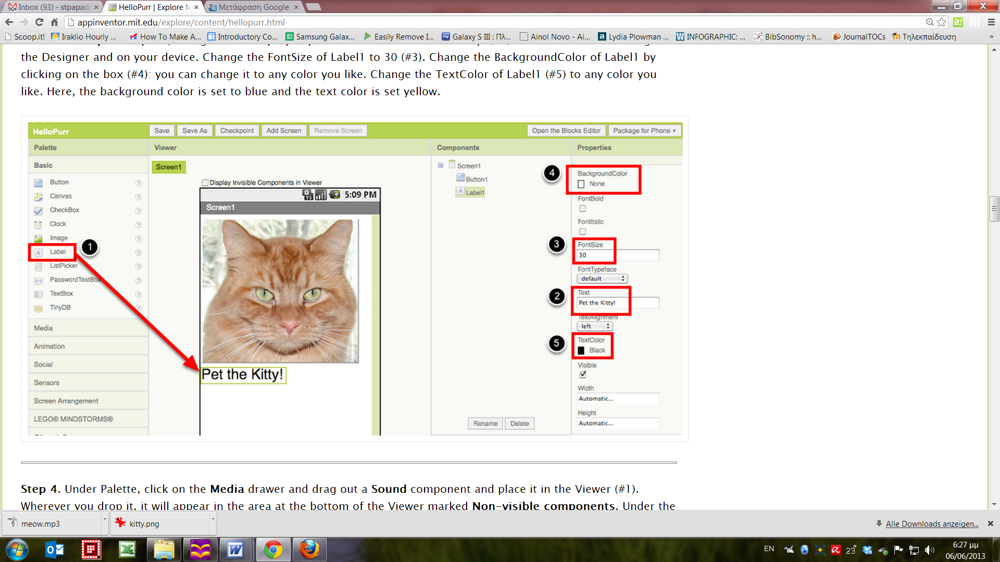 Inbox (93) - stpapad
HelloPurr | Explore M
Μετάφραση Google
appinventor.mit.edu/explore/content/hellopurr.html
Scoop.it!
Iraklio Hourly ...
How To Make A...
Introductory Co...
Samsung Galax...
Easily Remove I...
Galaxy S III : Πλ...
Ainol Novo - Ai...
Lydia Plowman ...
INFOGRAPHIC: ...
BibSonomy :: h...
JournalTOCs
Τηλεκπαίδευση
the Designer and on your device. Change the FontSize of Label1 to 30 (#3). Change the BackgroundColor of Label1 by
clicking on the box (#4): you can change it to any color you like. Change the TextColor of Label1 (#5) to any color you
like. Here, the background color is set to blue and the text color is set yellow.
HelloPurr
Save
Save As
Checkpoint
Add Screen
Remove Screen
Open the Blocks Editor
Package for Phone
Palette
Viewer
Components
Properties
Basic
Button
Canvas
CheckBox
Clock
Image
Label
ListPicker
PasswordTextBox
TextBox
TinyDB
Media
Animation
Social
Sensors
Screen Arrangement
LEGO® MINDSTORMS®
1
Screen1
Display Invisible Components in Viewer
5:09 PM
Screen1
Pet the Kitty!
Screen1
Button1
Label1
Rename
Delete
4
BackgroundColor
None
FontBold
FontItalic
3
FontSize
30
FontTypeface
default
2
Text
Pet the Kitty!
TextAlignment
left
5
TextColor
Black
Visible
Width
Automatic...
Height
Automatic...
Step 4. Under Palette, click on the Media drawer and drag out a Sound component and place it in the Viewer (#1).
Wherever you drop it, it will appear in the area at the bottom of the Viewer marked Non-visible components. Under the
meow.mp3
kitty.png
Alle Downloads anzeigen...
EN
23°
6:27 μμ
06/06/2013